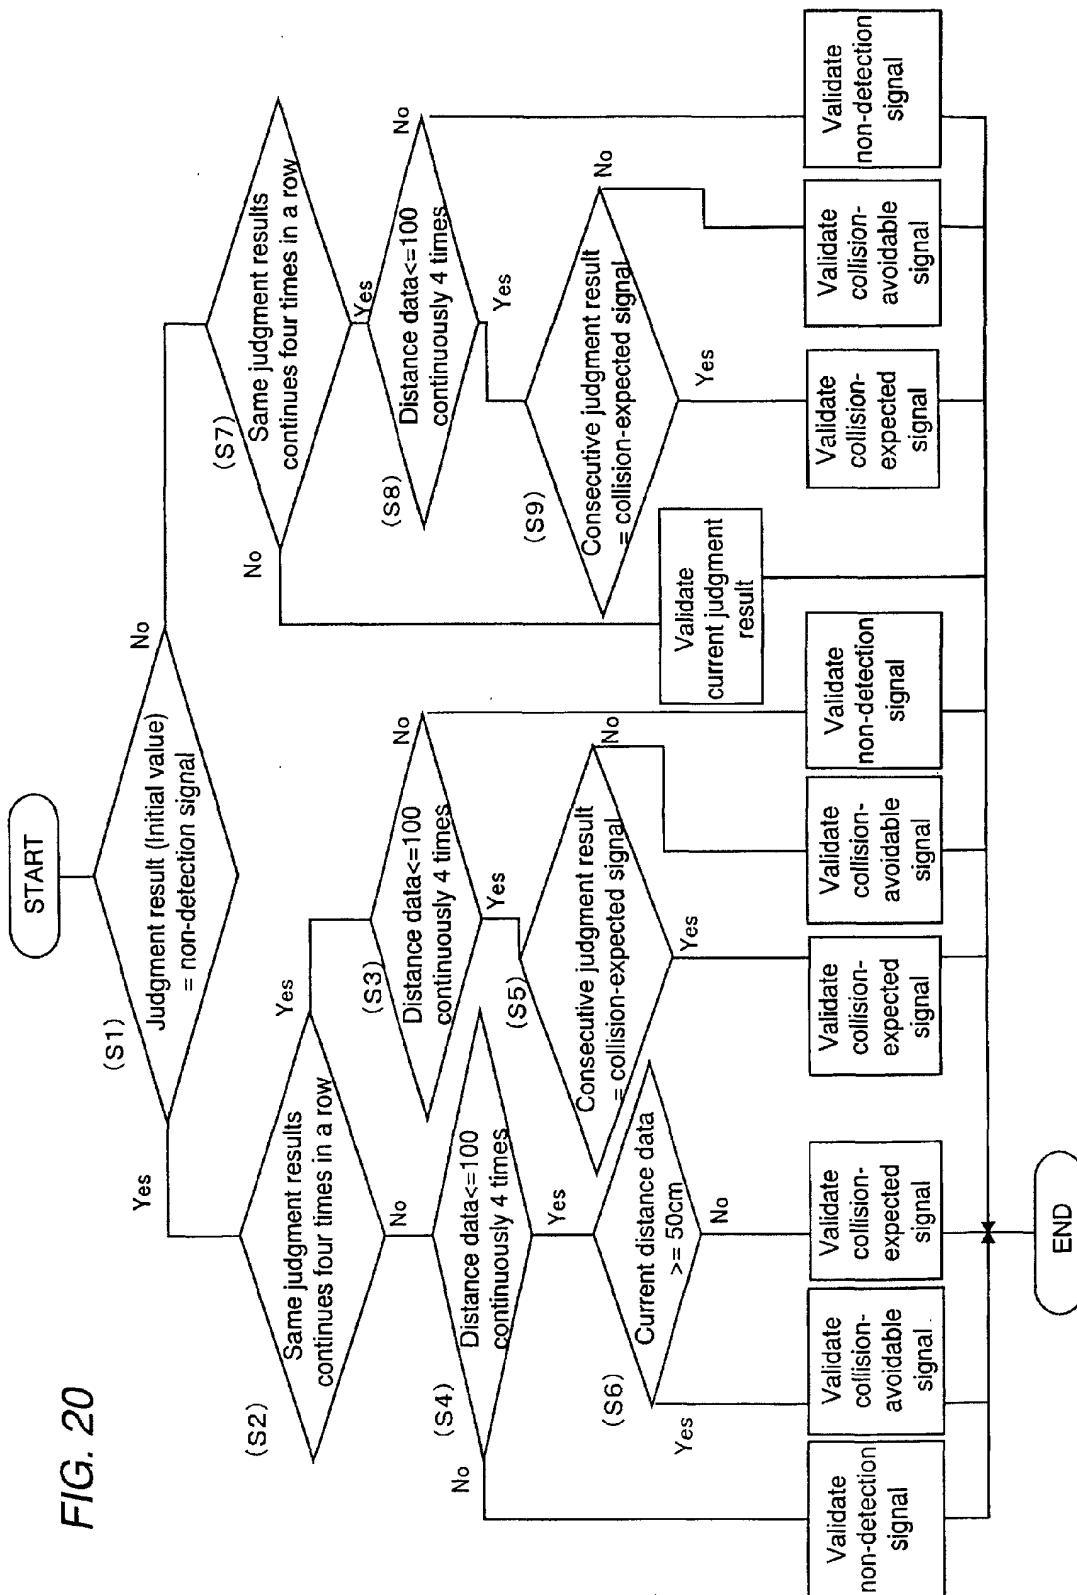 FIG. 20
START
(S1)
Judgment result (Initial value)
= non-detection signal
Yes
No
(S2)
Same judgment results
continues four times in a row
Yes
No
(S7)
Same judgment results
continues four times in a row
No
Yes
(S4)
Distance data<=100
continuously 4 times
No
Yes
(S3)
Distance data<=100
continuously 4 times
No
Yes
(S8)
Distance data<=100
continuously 4 times
No
Yes
(S6)
Current distance data
>= 50cm
Yes
No
(S5)
Consecutive judgment result
= collision-expected signal
No
Yes
(S9)
Consecutive judgment result
= collision-expected signal
No
Yes
Validate
current judgment
result
Validate
non-detection
signal
Validate
collision-
avoidable
signal
Validate
collision-
expected
signal
Validate
collision-
expected
signal
Validate
collision-
avoidable
signal
Validate
non-detection
signal
Validate
collision-
expected
signal
Validate
collision-
avoidable
signal
Validate
non-detection
signal
END